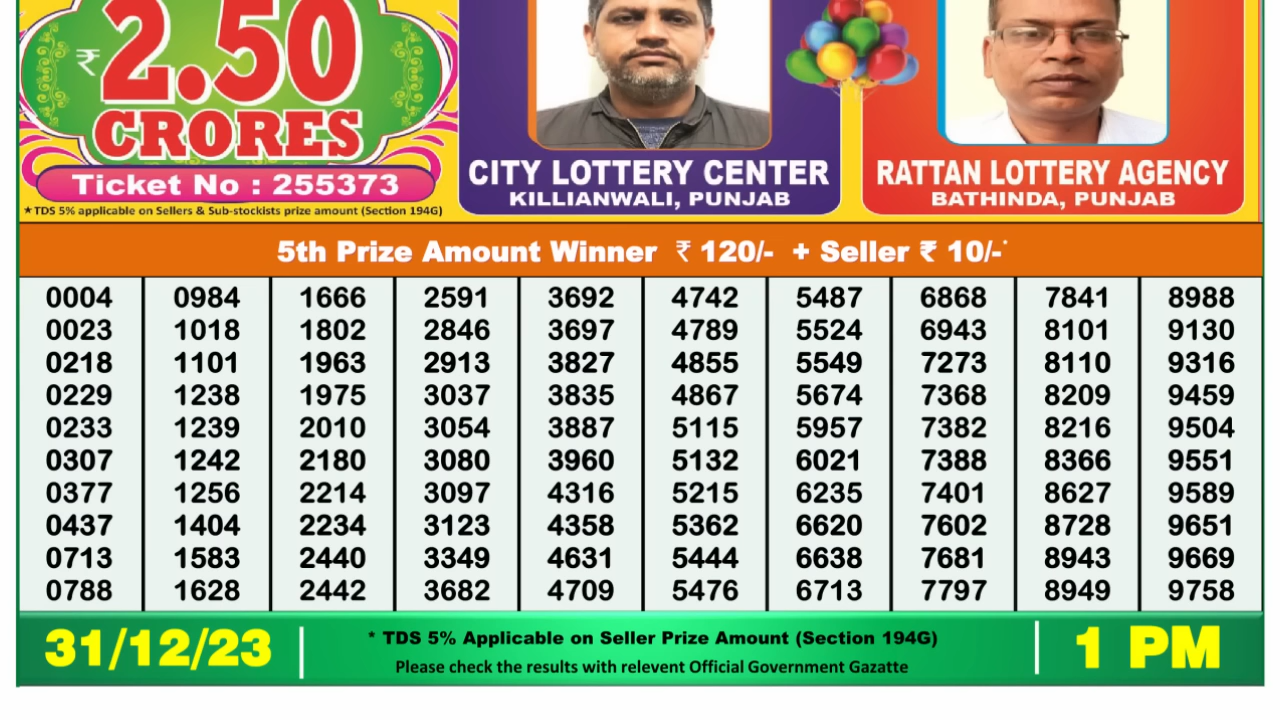 ₹ 2.50
CRORES
Ticket No : 255373
★TDS 5% applicable on Sellers & Sub-stockists prize amount (Section 194G)
CITY LOTTERY CENTER
KILLIANWALI, PUNJAB
RATTAN LOTTERY AGENCY
BATHINDA, PUNJAB
5th Prize Amount Winner ₹ 120/- + Seller ₹ 10/-*
0004 0984 1666 2591 3692 4742 5487 6868 7841 8988
0023 1018 1802 2846 3697 4789 5524 6943 8101 9130
0218 1101 1963 2913 3827 4855 5549 7273 8110 9316
0229 1238 1975 3037 3835 4867 5674 7368 8209 9459
0233 1239 2010 3054 3887 5115 5957 7382 8216 9504
0307 1242 2180 3080 3960 5132 6021 7388 8366 9551
0377 1256 2214 3097 4316 5215 6235 7401 8627 9589
0437 1404 2234 3123 4358 5362 6620 7602 8728 9651
0713 1583 2440 3349 4631 5444 6638 7681 8943 9669
0788 1628 2442 3682 4709 5476 6713 7797 8949 9758
31/12/23
* TDS 5% Applicable on Seller Prize Amount (Section 194G)
Please check the results with relevent Official Government Gazatte
1 PM